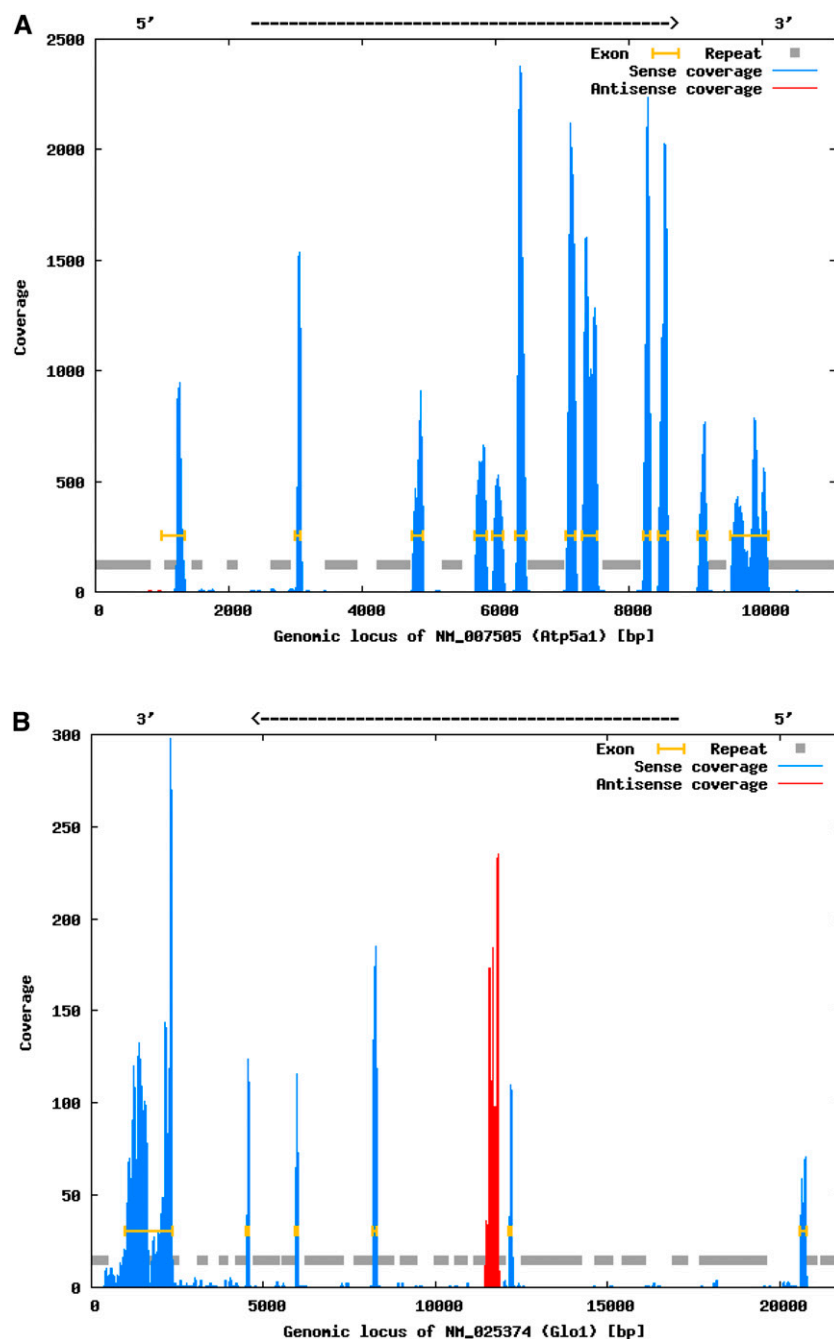 A
5’ ---------------------------------> 3’
2500
2000
1500
1000
500
0
Coverage
Exon Repeat
Sense coverage
Antisense coverage
0 2000 4000 6000 8000 10000
Genomic locus of NM_007505 (Atp5a1) [bp]
B
3’ <--------------------------------- 5’
300
250
200
150
100
50
0
Coverage
Exon Repeat
Sense coverage
Antisense coverage
0 5000 10000 15000 20000
Genomic locus of NM_025374 (Glo1) [bp]